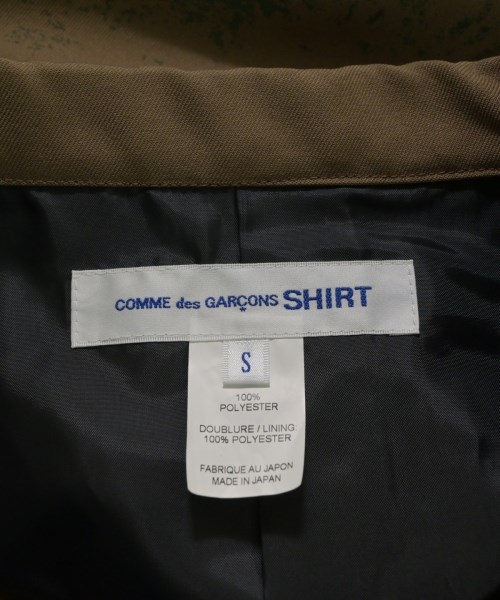 COMME des GARÇONS SHIRT
S
100%
POLYESTER
DOUBLURE / LINING:
100% POLYESTER
FABRIQUE AU JAPON
MADE IN JAPAN